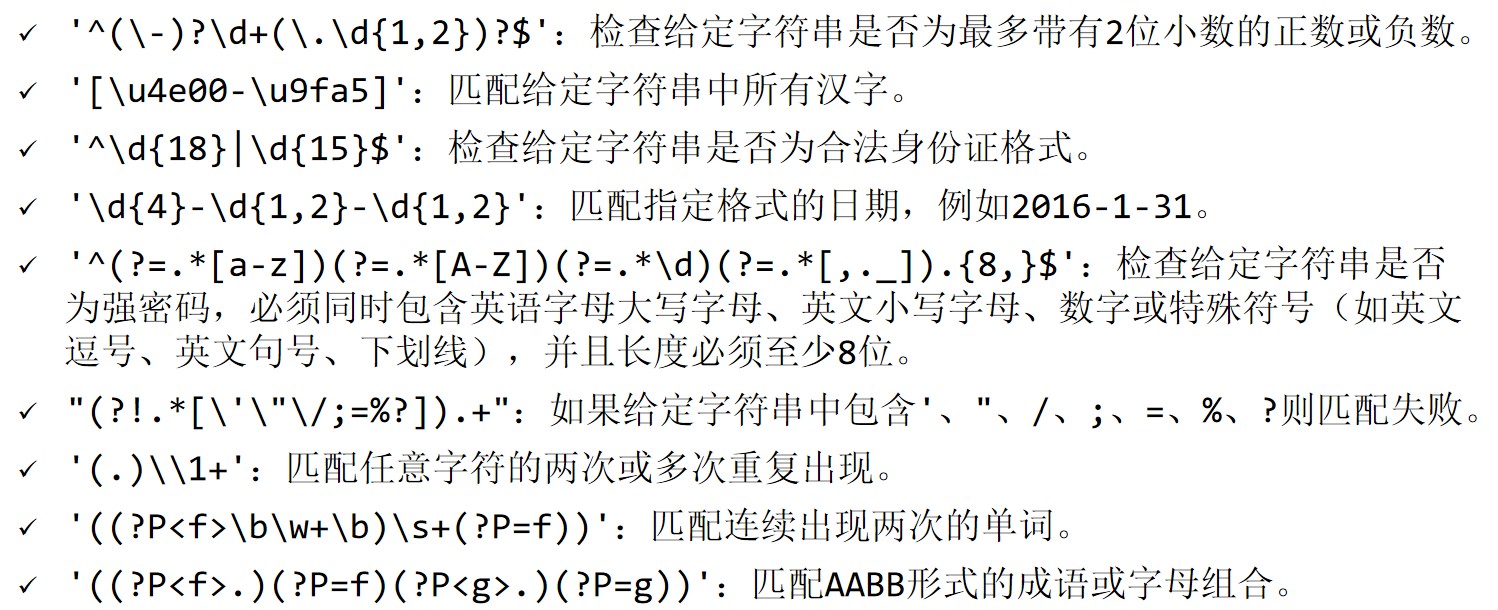 ✓ '^(\-)?\d+(\.\d{1,2})?$'：检查给定字符串是否为最多带有2位小数的正数或负数。
✓ '[\u4e00-\u9fa5]'：匹配给定字符串中所有汉字。
✓ '^\d{18}|\d{15}$'：检查给定字符串是否为合法身份证格式。
✓ '\d{4}-\d{1,2}-\d{1,2}'：匹配指定格式的日期，例如2016-1-31。
✓ '^(?=.*[a-z])(?=.*[A-Z])(?=.*\d)(?=.*[,._]).{8,}$'：检查给定字符串是否
为强密码，必须同时包含英语字母大写字母、英文小写字母、数字或特殊符号（如英文
逗号、英文句号、下划线），并且长度必须至少8位。
✓ "(?!.*[\'\"\/;=%?]).+"：如果给定字符串中包含'、"、/、;、=、%、?则匹配失败。
✓ '(.)\\1+'：匹配任意字符的两次或多次重复出现。
✓ '((?P<f>\b\w+\b)\s+(?P=f))'：匹配连续出现两次的单词。
✓ '((?P<f>.)(?P=f)(?P<g>.)(?P=g))'：匹配AABB形式的成语或字母组合。